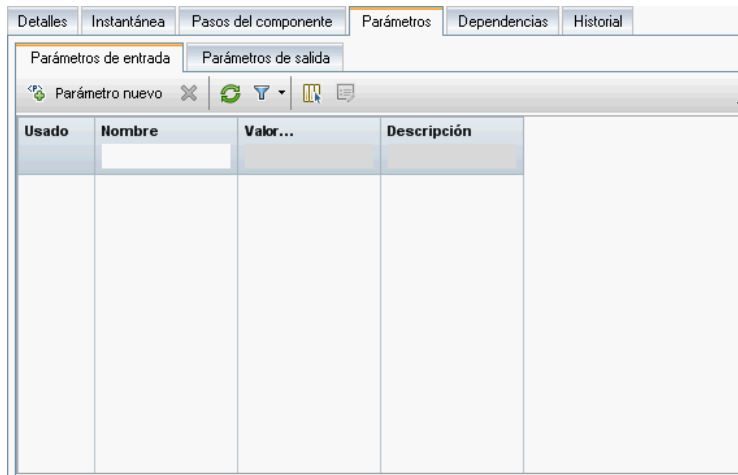 Detalles Instantánea Pasos del componente Parámetros Dependencias Historial
Parámetros de entrada Parámetros de salida
Parámetro nuevo
Usado Nombre Valor... Descripción